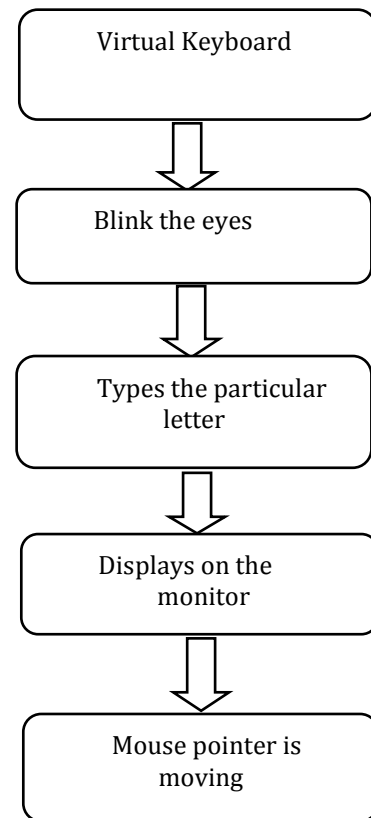 Virtual Keyboard
Blink the eyes
Types the particular
letter
Displays on the
monitor
Mouse pointer is
moving